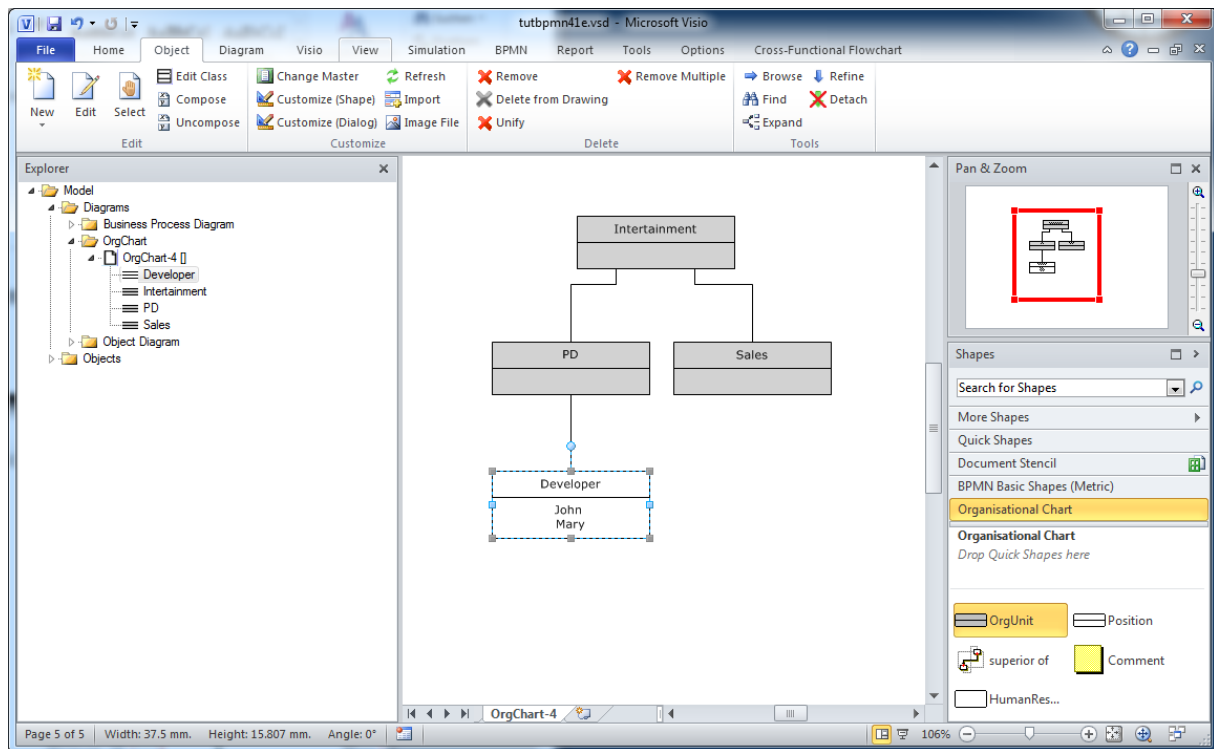 tutbpmn41e.vsd - Microsoft Visio
File Home Object Diagram Visio View Simulation BPMN Report Tools Options Cross-Functional Flowchart
New Edit Select Edit Class Compose Uncompose
Edit
Change Master Refresh
Customize (Shape) Import
Customize (Dialog) Image File
Customize
Remove Remove Multiple
Delete from Drawing
Unify
Delete
Browse Refine
Find Detach
Expand
Tools
Explorer
Model
Diagrams
Business Process Diagram
OrgChart
OrgChart-4 []
Developer
Intertainment
PD
Sales
Object Diagram
Objects
Intertainment
PD Sales
Developer
John
Mary
OrgChart-4
Pan & Zoom
Shapes
Search for Shapes
More Shapes
Quick Shapes
Document Stencil
BPMN Basic Shapes (Metric)
Organisational Chart
Organisational Chart
Drop Quick Shapes here
OrgUnit Position
superior of Comment
HumanRes...
Page 5 of 5 Width: 37.5 mm. Height: 15.807 mm. Angle: 0° 106%